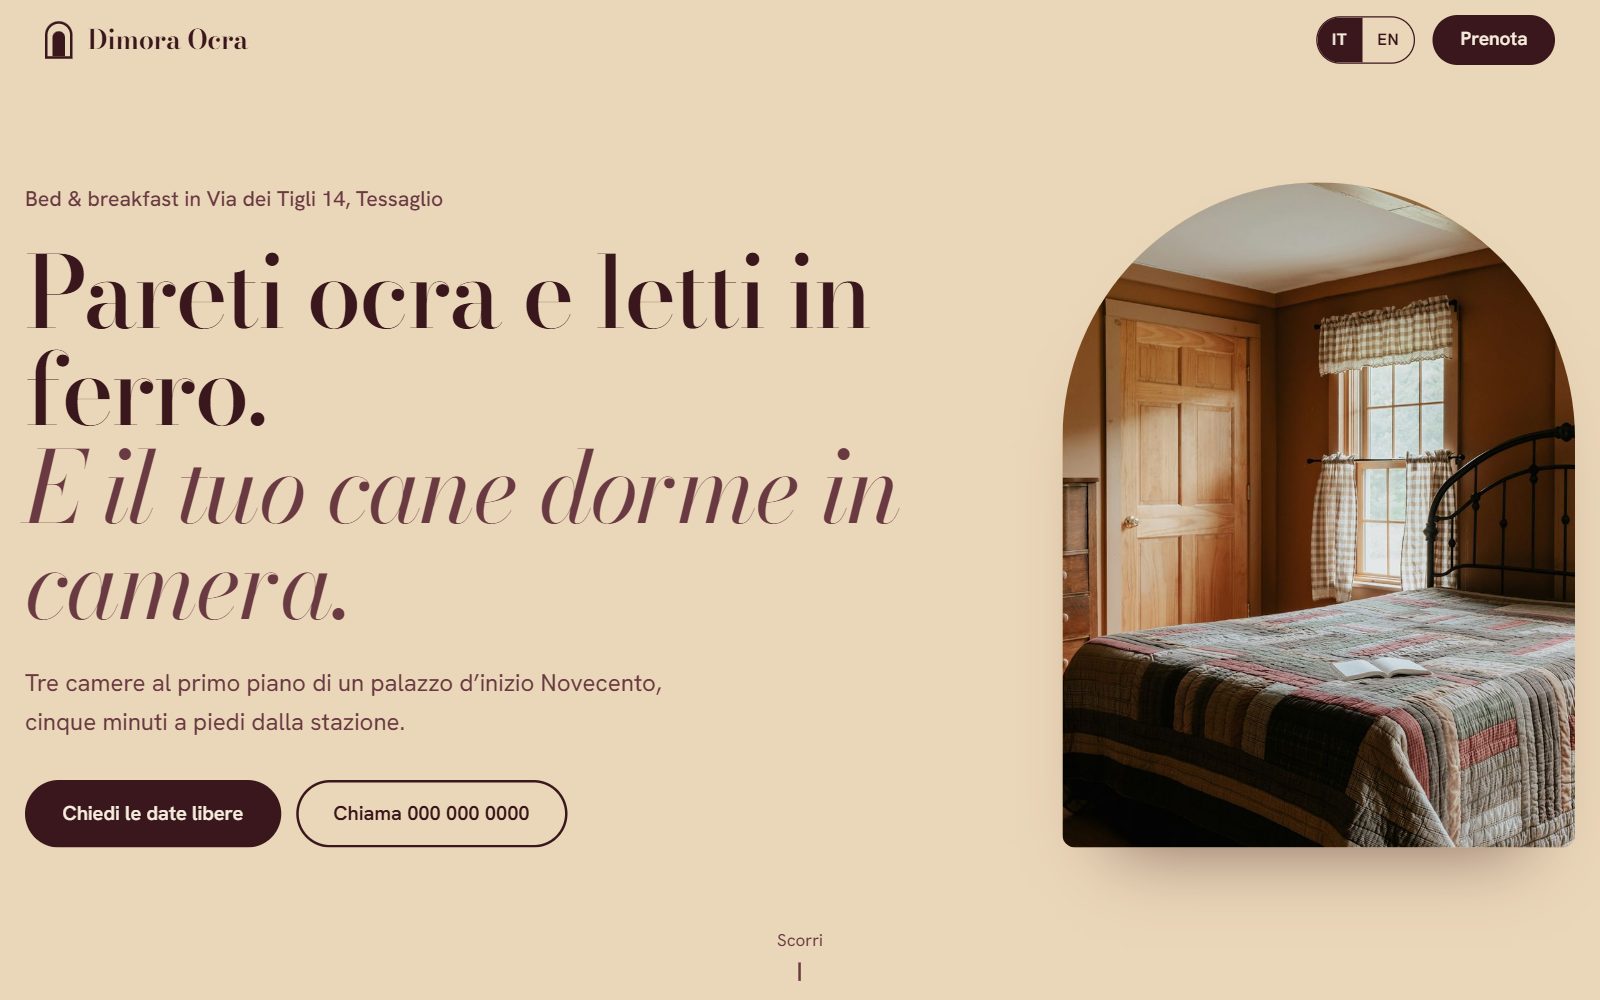 Dimora Ocra
IT
EN
Prenota
Bed & breakfast in Via dei Tigli 14, Tessaglio
Pareti ocra e letti in
ferro.
E il tuo cane dorme in
camera.
Tre camere al primo piano di un palazzo d’inizio Novecento,
cinque minuti a piedi dalla stazione.
Chiedi le date libere
Chiama 000 000 0000
Scorri